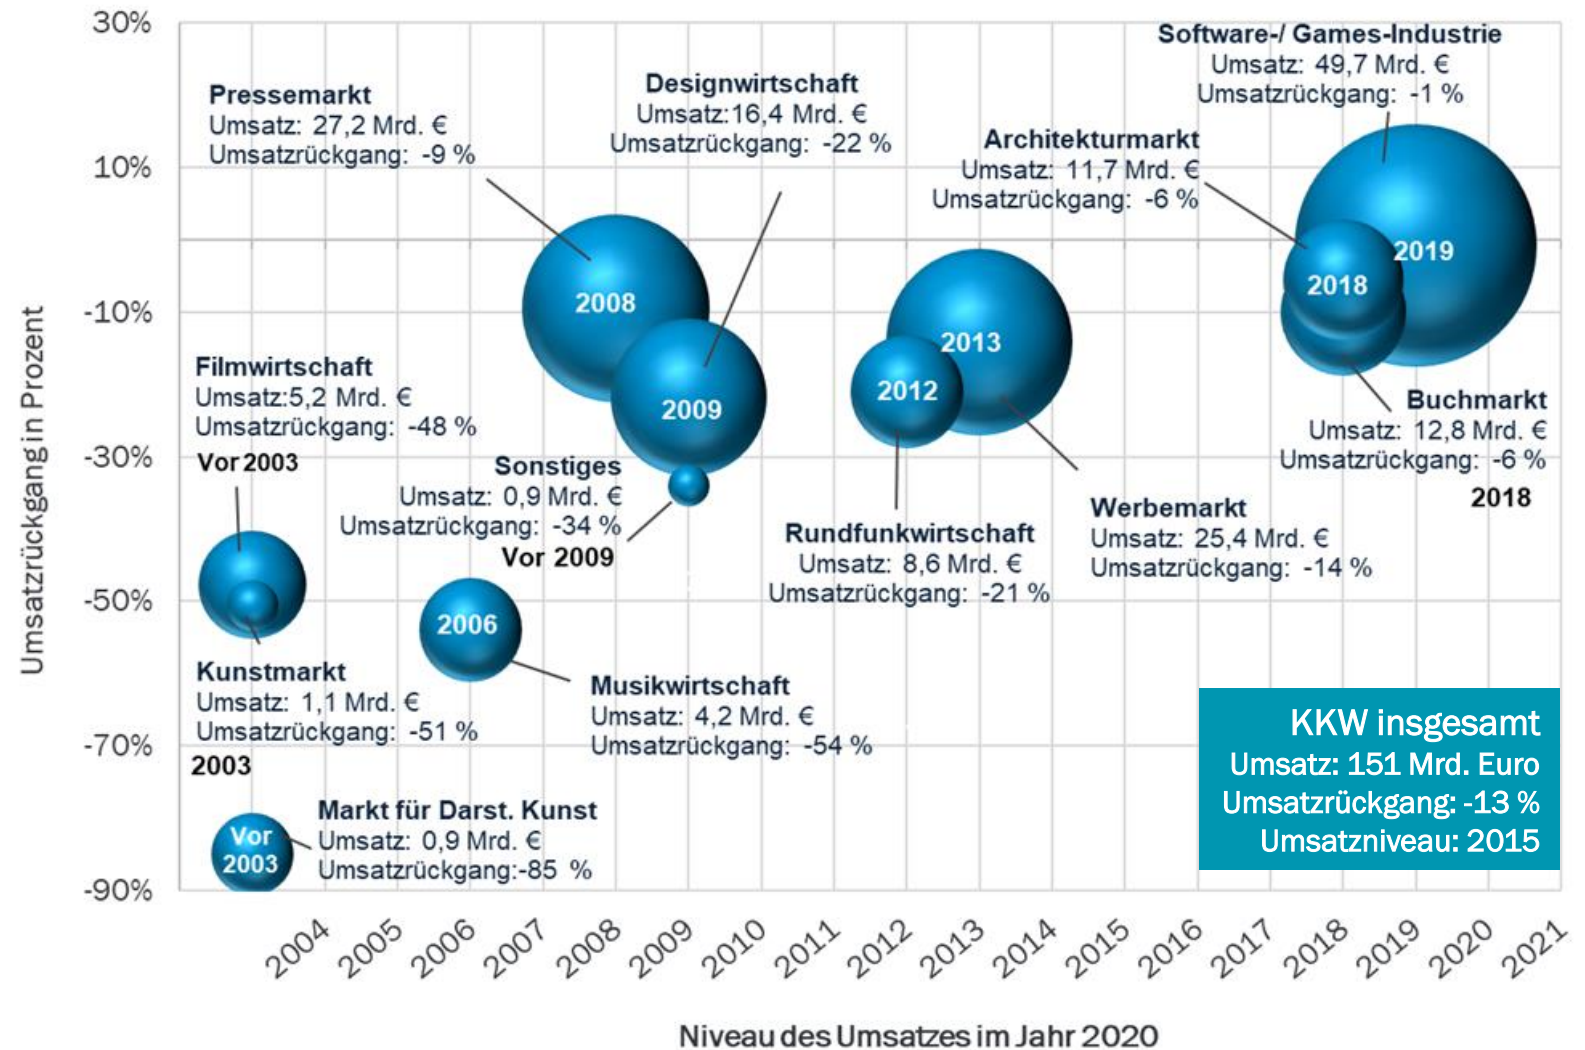 30%
10%
-10%
-30%
-50%
-70%
-90%
Umsatzrückgang in Prozent
Pressemarkt
Umsatz: 27,2 Mrd. €
Umsatzrückgang: -9 %
Designwirtschaft
Umsatz:16,4 Mrd. €
Umsatzrückgang: -22 %
Software-/ Games-Industrie
Umsatz: 49,7 Mrd. €
Umsatzrückgang: -1 %
Architekturmarkt
Umsatz: 11,7 Mrd. €
Umsatzrückgang: -6 %
2008
2009
2012
2013
2018
2019
Filmwirtschaft
Umsatz:5,2 Mrd. €
Umsatzrückgang: -48 %
Vor 2003
Sonstiges
Umsatz: 0,9 Mrd. €
Umsatzrückgang: -34 %
Vor 2009
Buchmarkt
Umsatz: 12,8 Mrd. €
Umsatzrückgang: -6 %
2018
Rundfunkwirtschaft
Umsatz: 8,6 Mrd. €
Umsatzrückgang: -21 %
Werbemarkt
Umsatz: 25,4 Mrd. €
Umsatzrückgang: -14 %
2006
Kunstmarkt
Umsatz: 1,1 Mrd. €
Umsatzrückgang: -51 %
2003
Musikwirtschaft
Umsatz: 4,2 Mrd. €
Umsatzrückgang: -54 %
Vor
2003
Markt für Darst. Kunst
Umsatz: 0,9 Mrd. €
Umsatzrückgang:-85 %
KKW insgesamt
Umsatz: 151 Mrd. Euro
Umsatzrückgang: -13 %
Umsatzniveau: 2015
2004 2005 2006 2007 2008 2009 2010 2011 2012 2013 2014 2015 2016 2017 2018 2019 2020 2021
Niveau des Umsatzes im Jahr 2020